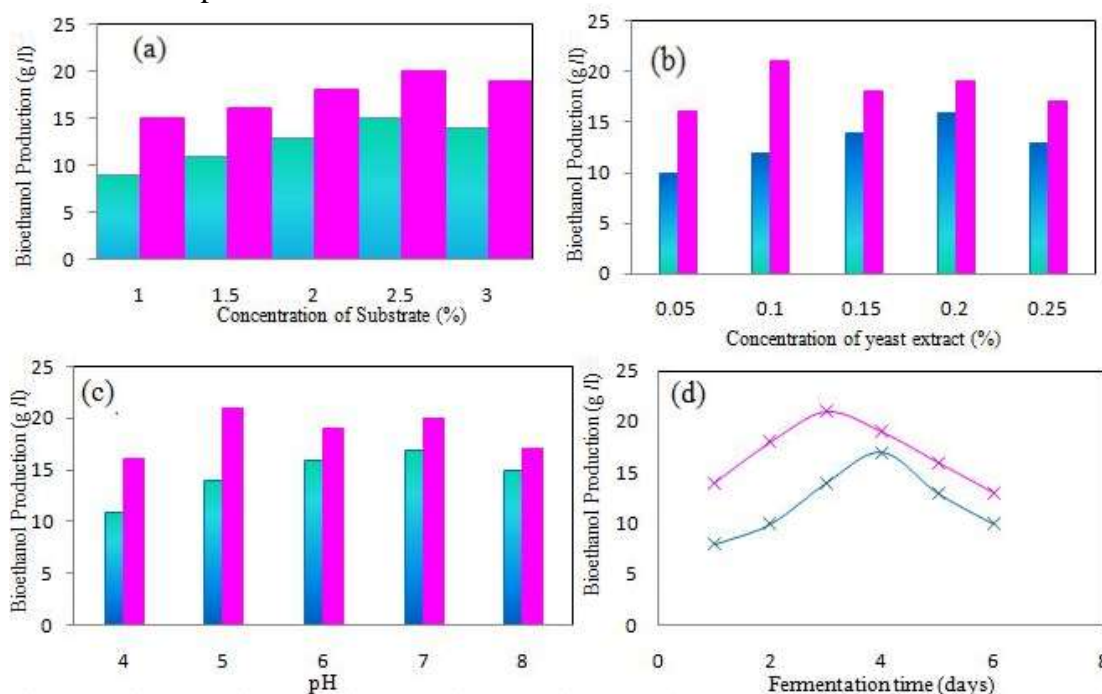 (a)
Bioethanol Production (g /l)
25
20
15
10
5
0
1 1.5 2 2.5 3
Concentration of Substrate (%)
(b)
Bioethanol Poduction (g /l)
25
20
15
10
5
0
0.05 0.1 0.15 0.2 0.25
Concentration of yeast extract (%)
(c)
Bioethanol Production (g /l)
25
20
15
10
5
0
4 5 6 7 8
pH
(d)
Bioethanol Production (g /l)
25
20
15
10
5
0
0 2 4 6 8
Fermentation time (days)